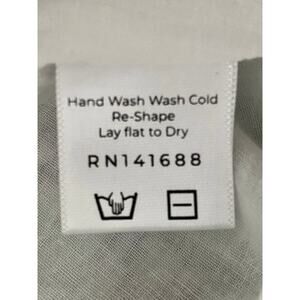 Hand Wash Wash Cold
Re-Shape
Lay flat to Dry
RN141688